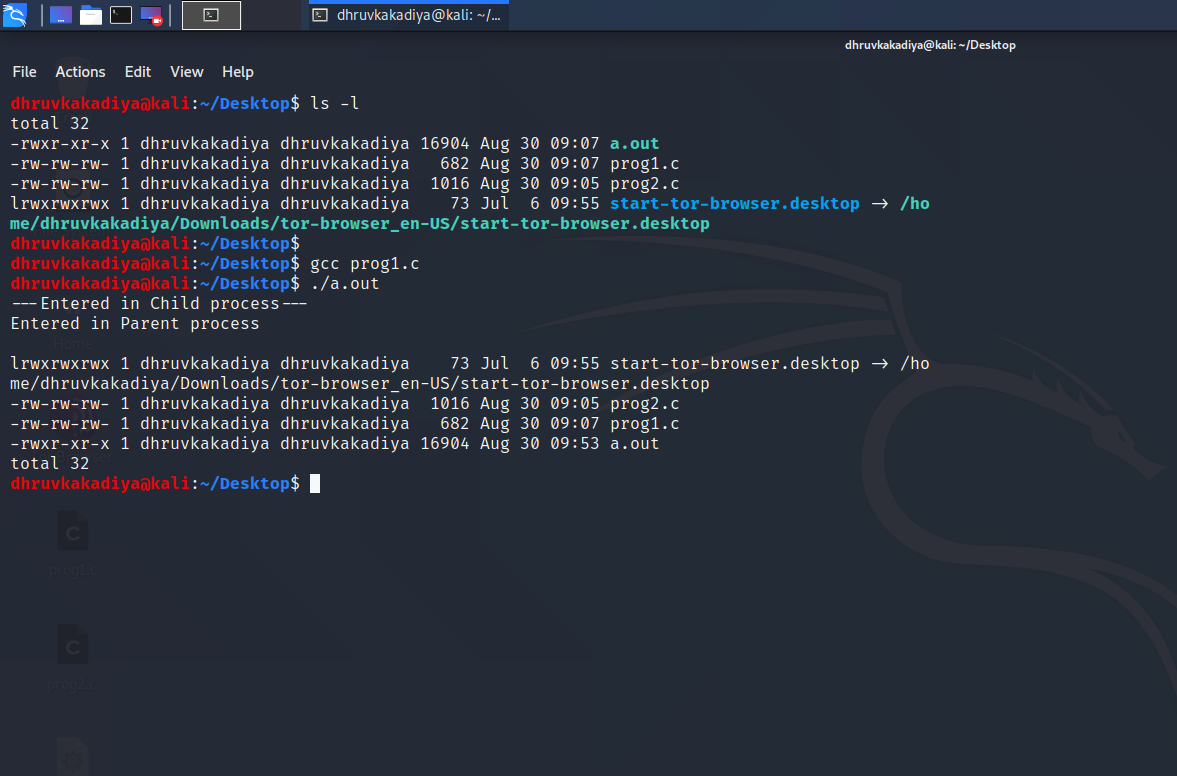 dhruvkakadiya@kali: ~/...
dhruvkakadiya@kali: ~/Desktop
File Actions Edit View Help
dhruvkakadiya@kali:~/Desktop$ ls -l
total 32
-rwxr-xr-x 1 dhruvkakadiya dhruvkakadiya 16904 Aug 30 09:07 a.out
-rw-rw-rw- 1 dhruvkakadiya dhruvkakadiya   682 Aug 30 09:07 prog1.c
-rw-rw-rw- 1 dhruvkakadiya dhruvkakadiya  1016 Aug 30 09:05 prog2.c
lrwxrwxrwx 1 dhruvkakadiya dhruvkakadiya    73 Jul  6 09:55 start-tor-browser.desktop -> /ho
me/dhruvkakadiya/Downloads/tor-browser_en-US/start-tor-browser.desktop
dhruvkakadiya@kali:~/Desktop$
dhruvkakadiya@kali:~/Desktop$ gcc prog1.c
dhruvkakadiya@kali:~/Desktop$ ./a.out
---Entered in Child process---
Entered in Parent process
Home
lrwxrwxrwx 1 dhruvkakadiya dhruvkakadiya    73 Jul  6 09:55 start-tor-browser.desktop -> /ho
me/dhruvkakadiya/Downloads/tor-browser_en-US/start-tor-browser.desktop
-rw-rw-rw- 1 dhruvkakadiya dhruvkakadiya  1016 Aug 30 09:05 prog2.c
-rw-rw-rw- 1 dhruvkakadiya dhruvkakadiya   682 Aug 30 09:07 prog1.c
-rwxr-xr-x 1 dhruvkakadiya dhruvkakadiya 16904 Aug 30 09:53 a.out
total 32
dhruvkakadiya@kali:~/Desktop$
C
prog1.c
C
prog2.c